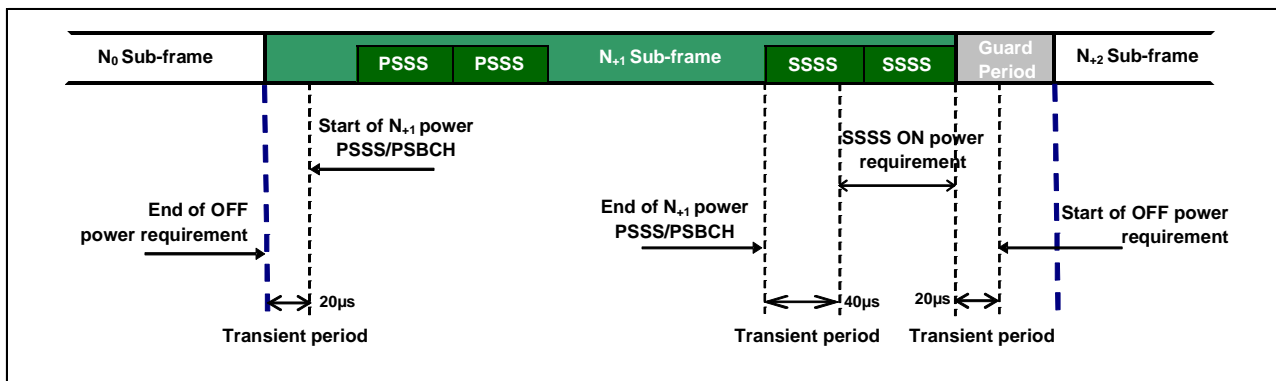 N₀ Sub-frame
PSSS
PSSS
N₊₁ Sub-frame
SSSS
SSSS
Guard
Period
N₊₂ Sub-frame
Start of N₊₁ power
PSSS/PSBCH
SSSS ON power
requirement
End of OFF
power requirement
End of N₊₁ power
PSSS/PSBCH
Start of OFF power
requirement
20µs
40µs
20µs
Transient period
Transient period
Transient period